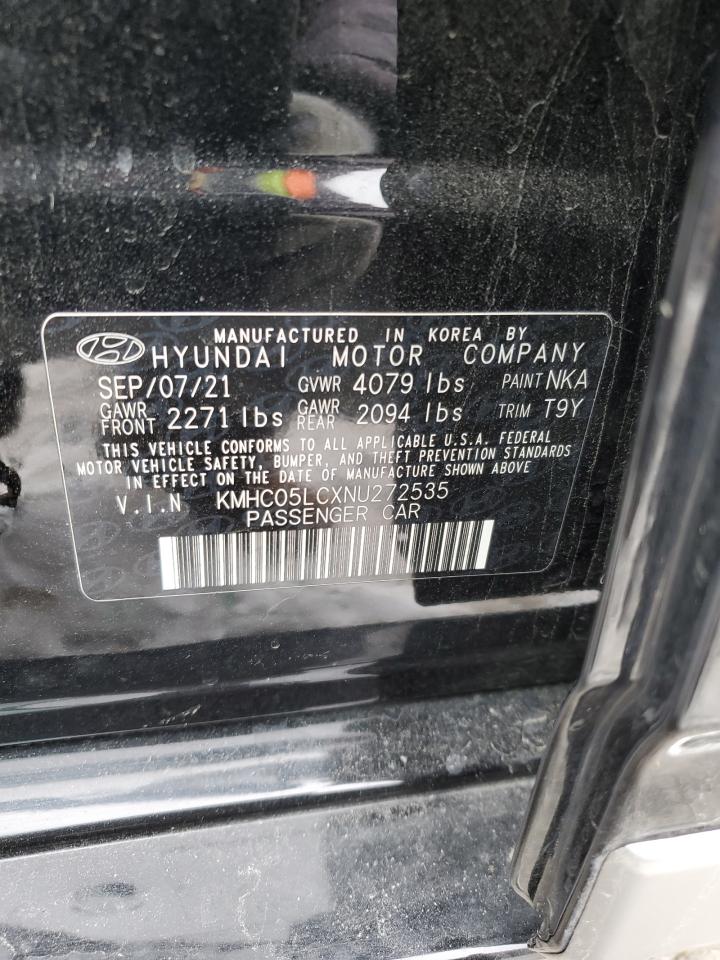 MANUFACTURED IN KOREA BY
HYUNDAI MOTOR COMPANY
SEP/07/21 GVWR 4079 lbs PAINT NKA
GAWR FRONT 2271 lbs GAWR REAR 2094 lbs TRIM T9Y
THIS VEHICLE CONFORMS TO ALL APPLICABLE U.S.A. FEDERAL
MOTOR VEHICLE SAFETY, BUMPER, AND THEFT PREVENTION STANDARDS
IN EFFECT ON THE DATE OF MANUFACTURE SHOWN ABOVE
V.I.N KMHC05LCXNU272535
PASSENGER CAR